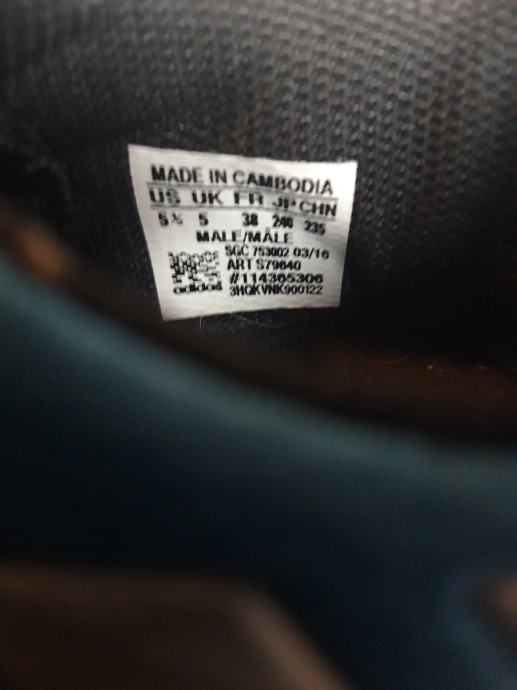 MADE IN CAMBODIA
US UK FR JP CHN
5½ 5 38 240 235
MALE/MÂLE
SGC 753002 03/16
ART S79640
#114365306
adidas 3HQKVNK900122